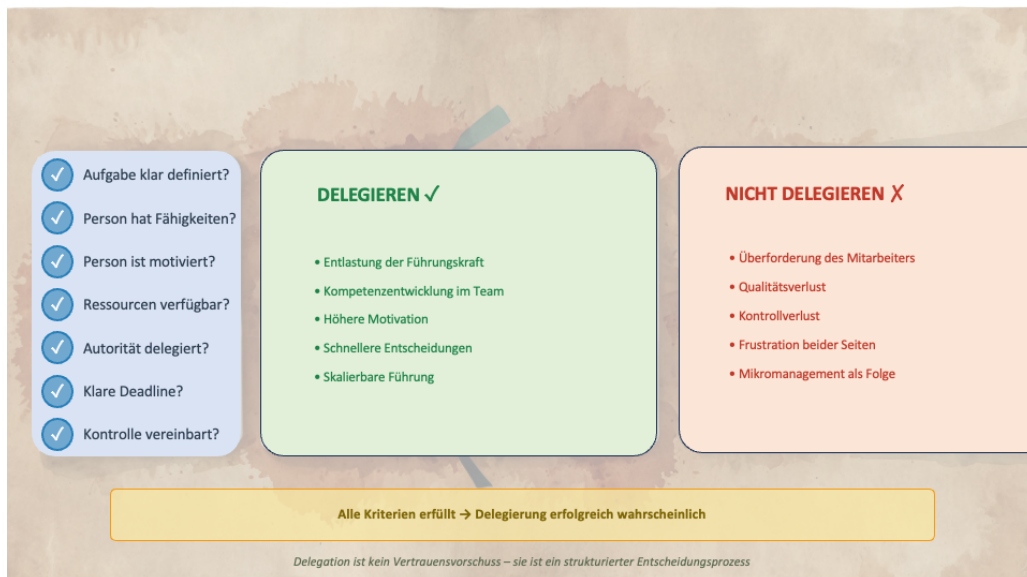 Aufgabe klar definiert?
Person hat Fähigkeiten?
Person ist motiviert?
Ressourcen verfügbar?
Autorität delegiert?
Klare Deadline?
Kontrolle vereinbart?
DELEGIEREN ✓
• Entlastung der Führungskraft
• Kompetenzentwicklung im Team
• Höhere Motivation
• Schnellere Entscheidungen
• Skalierbare Führung
NICHT DELEGIEREN ✗
• Überforderung des Mitarbeiters
• Qualitätsverlust
• Kontrollverlust
• Frustration beider Seiten
• Mikromanagement als Folge
Alle Kriterien erfüllt → Delegierung erfolgreich wahrscheinlich
Delegation ist kein Vertrauensvorschuss – sie ist ein strukturierter Entscheidungsprozess